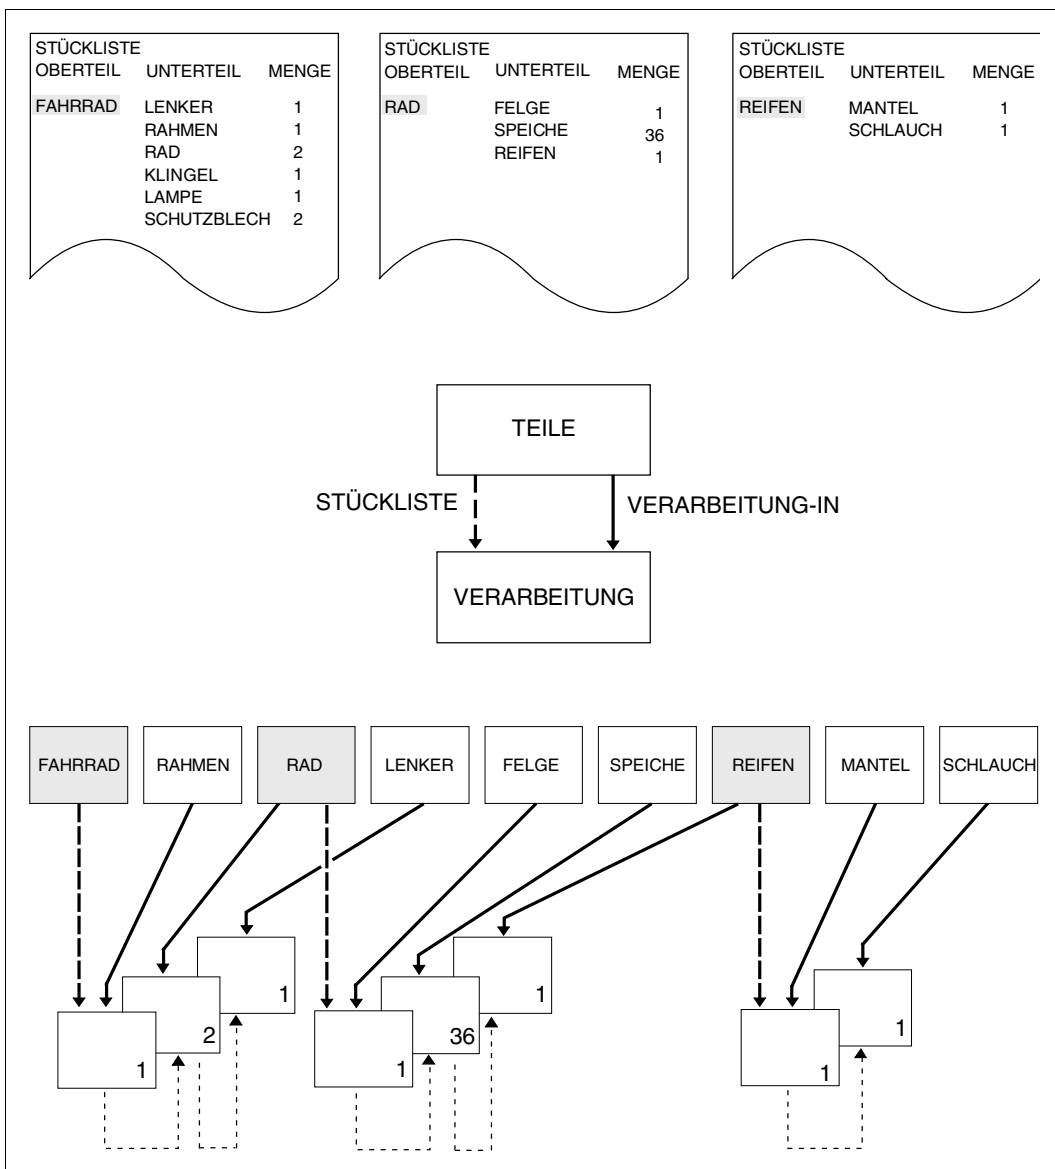 STÜCKLISTE
OBERTEIL UNTERTEIL MENGE
FAHRRAD LENKER 1
RAHMEN 1
RAD 2
KLINGEL 1
LAMPE 1
SCHUTZBLECH 2
STÜCKLISTE
OBERTEIL UNTERTEIL MENGE
RAD FELGE 1
SPEICHE 36
REIFEN 1
STÜCKLISTE
OBERTEIL UNTERTEIL MENGE
REIFEN MANTEL 1
SCHLAUCH 1
TEILE
STÜCKLISTE VERARBEITUNG-IN
VERARBEITUNG
FAHRRAD RAHMEN RAD LENKER FELGE SPEICHE REIFEN MANTEL SCHLAUCH
1 2 1 1 36 1 1 1